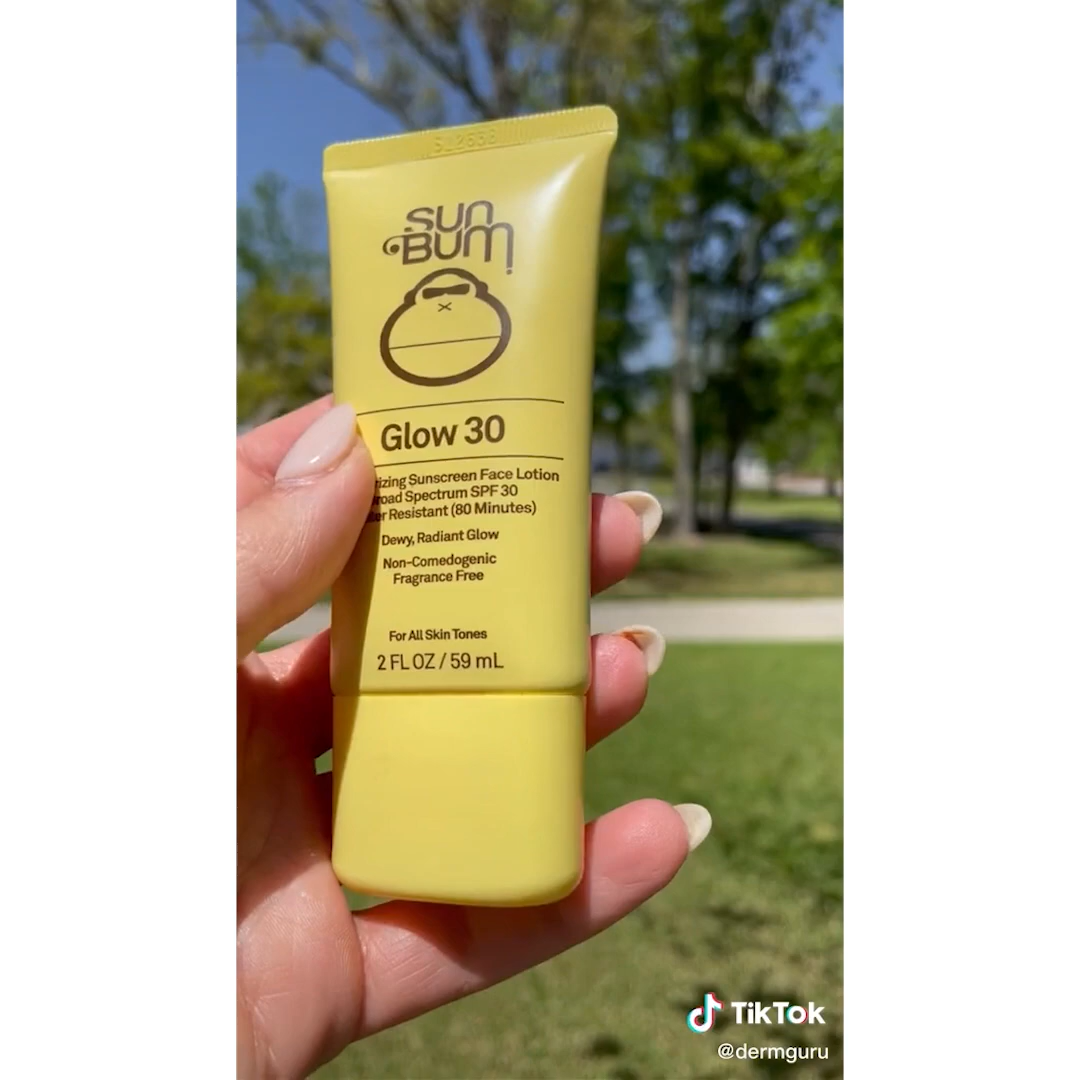 SUN
BUM
Glow 30
Sunscreen Face Lotion
Spectrum SPF 30
Resistant (80 Minutes)
Dewy, Radiant Glow
Non-Comedogenic
Fragrance Free
For All Skin Tones
2 FL OZ / 59 mL
TikTok
@dermguru